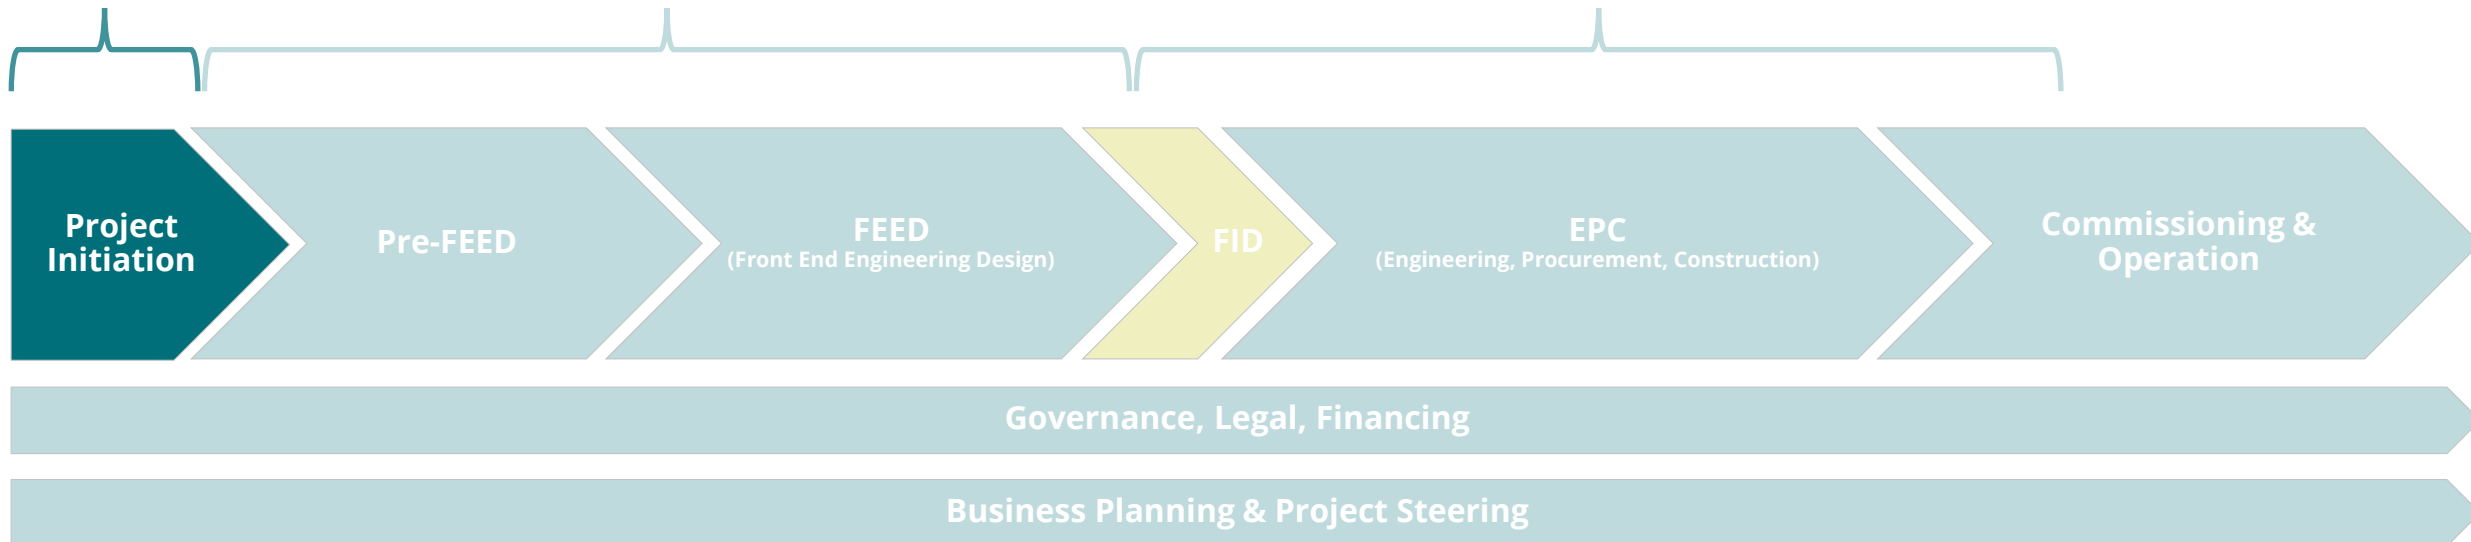 Project
Initiation
Pre-FEED
FEED
(Front End Engineering Design)
FID
EPC
(Engineering, Procurement, Construction)
Commissioning &
Operation
Governance, Legal, Financing
Business Planning & Project Steering